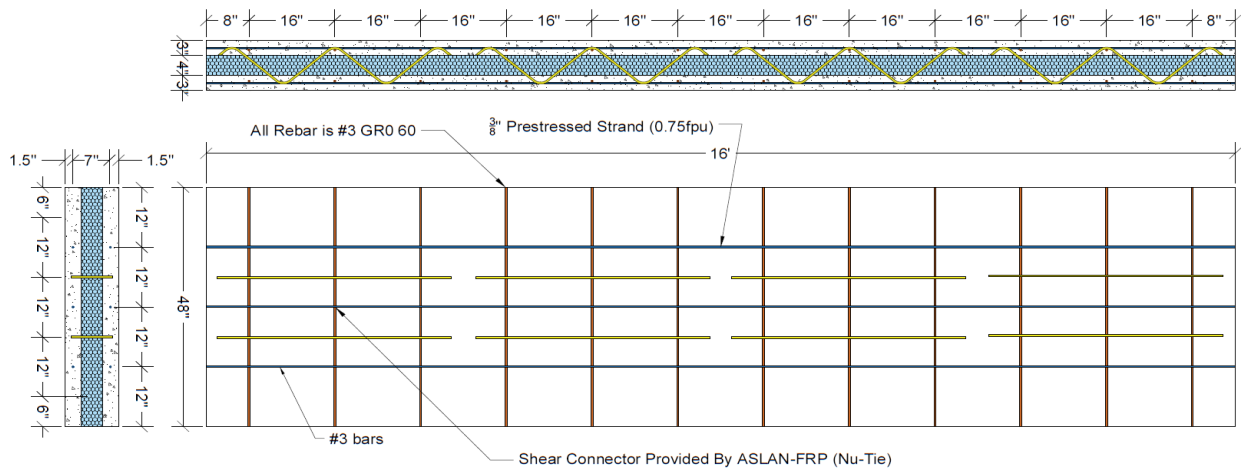 8" 16" 16" 16" 16" 16" 16" 16" 16" 16" 16" 16" 8"
3"
4"
3"
All Rebar is #3 GR0 60
3/8" Prestressed Strand (0.75fpu)
1.5" 7" 1.5"
16'
6"
12"
12"
12"
12"
6"
12"
12"
12"
12"
48"
#3 bars
Shear Connector Provided By ASLAN-FRP (Nu-Tie)